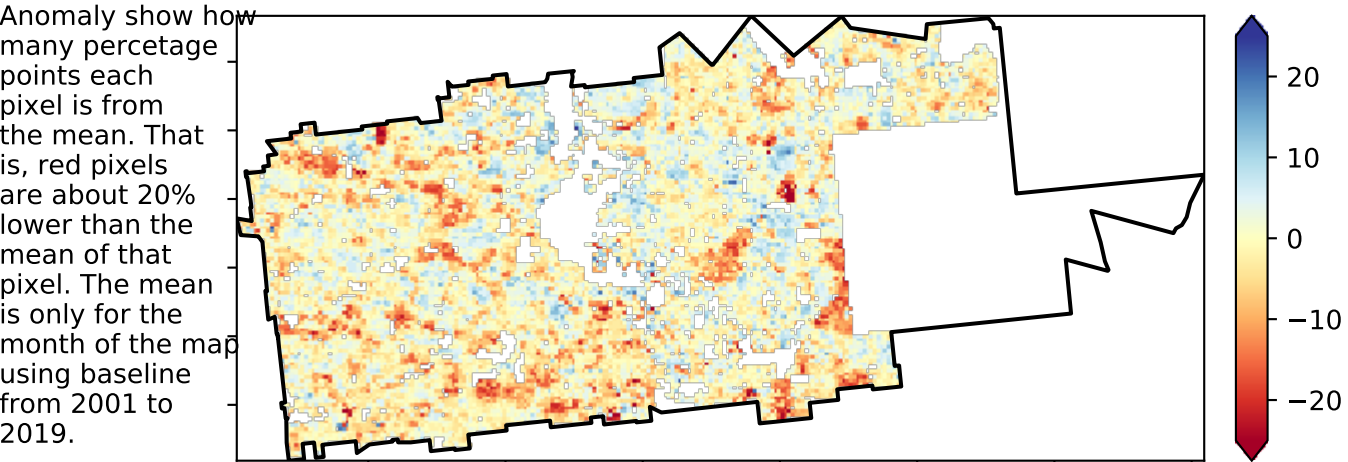 Anomaly show how
many percetage
points each
pixel is from
the mean. That
is, red pixels
are about 20%
lower than the
mean of that
pixel. The mean
is only for the
month of the map
using baseline
from 2001 to
2019.
20
10
0
−10
−20